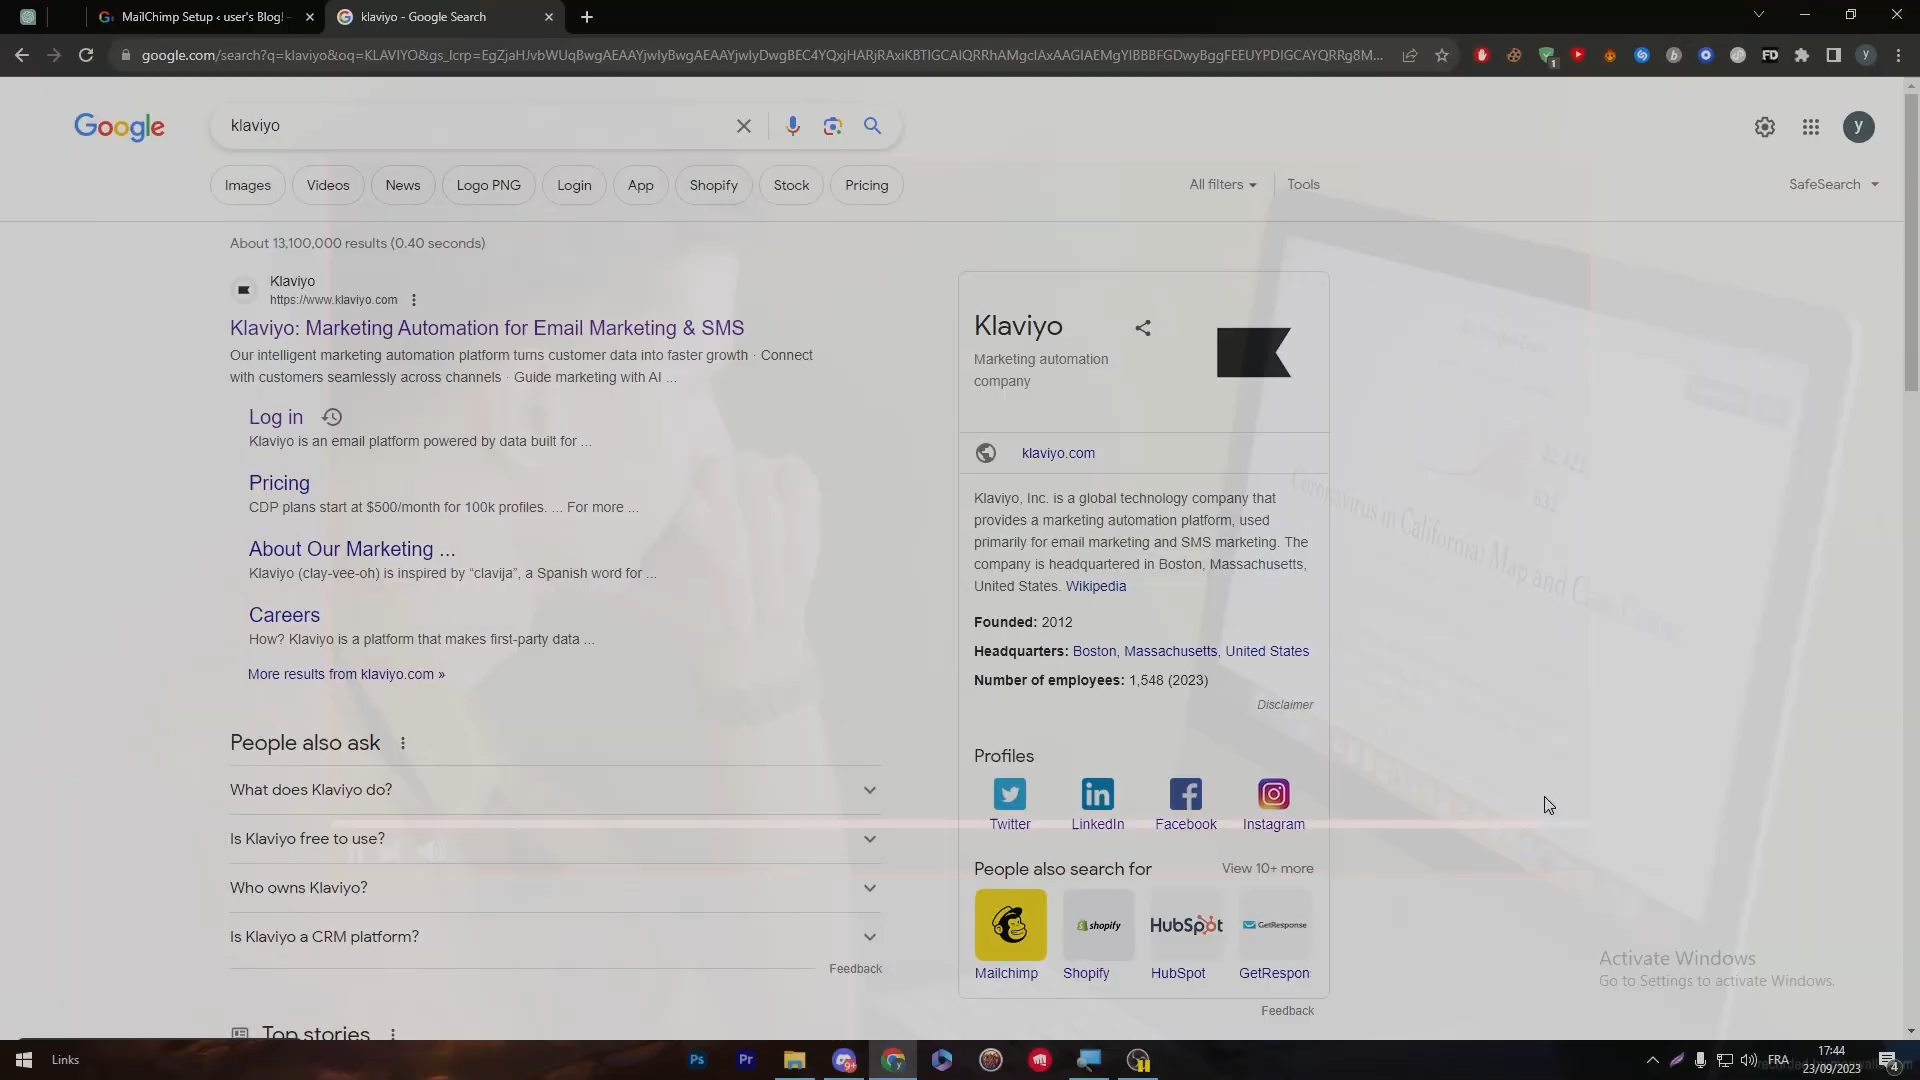 MailChimp Setup ‹ user's Blog! –
klaviyo - Google Search
google.com/search?q=klaviyo&oq=KLAVIYO&gs_lcrp=
Google
klaviyo
y
Images
Videos
News
Logo PNG
Login
App
Shopify
Stock
Pricing
All filters
Tools
SafeSearch
About 13,100,000 results (0.40 seconds)
Klaviyo
https://www.klaviyo.com
Klaviyo: Marketing Automation for Email Marketing & SMS
Our intelligent marketing automation platform turns customer data into faster growth · Connect
with customers seamlessly across channels · Guide marketing with AI ...
Log in
Klaviyo is an email platform powered by data built for ...
Pricing
CDP plans start at $500/month for 100k profiles. ... For more ...
About Our Marketing ...
Klaviyo (clay-vee-oh) is inspired by “clavija”, a Spanish word for ...
Careers
How? Klaviyo is a platform that makes first-party data ...
More results from klaviyo.com »
People also ask
What does Klaviyo do?
Is Klaviyo free to use?
Who owns Klaviyo?
Is Klaviyo a CRM platform?
Feedback
Top stories
Klaviyo
Marketing automation
company
klaviyo.com
Klaviyo, Inc. is a global technology company that
provides a marketing automation platform, used
primarily for email marketing and SMS marketing. The
company is headquartered in Boston, Massachusetts,
United States. Wikipedia
Founded: 2012
Headquarters: Boston, Massachusetts, United States
Number of employees: 1,548 (2023)
Disclaimer
Profiles
Twitter
LinkedIn
Facebook
Instagram
People also search for
View 10+ more
shopify
HubSpot
GetResponse
Mailchimp
Shopify
HubSpot
GetRespon
Feedback
Coronavirus in California: Map and Case Count
Activate Windows
Go to Settings to activate Windows.
Links
Ps
Pr
FRA
17:44
23/09/2023
4